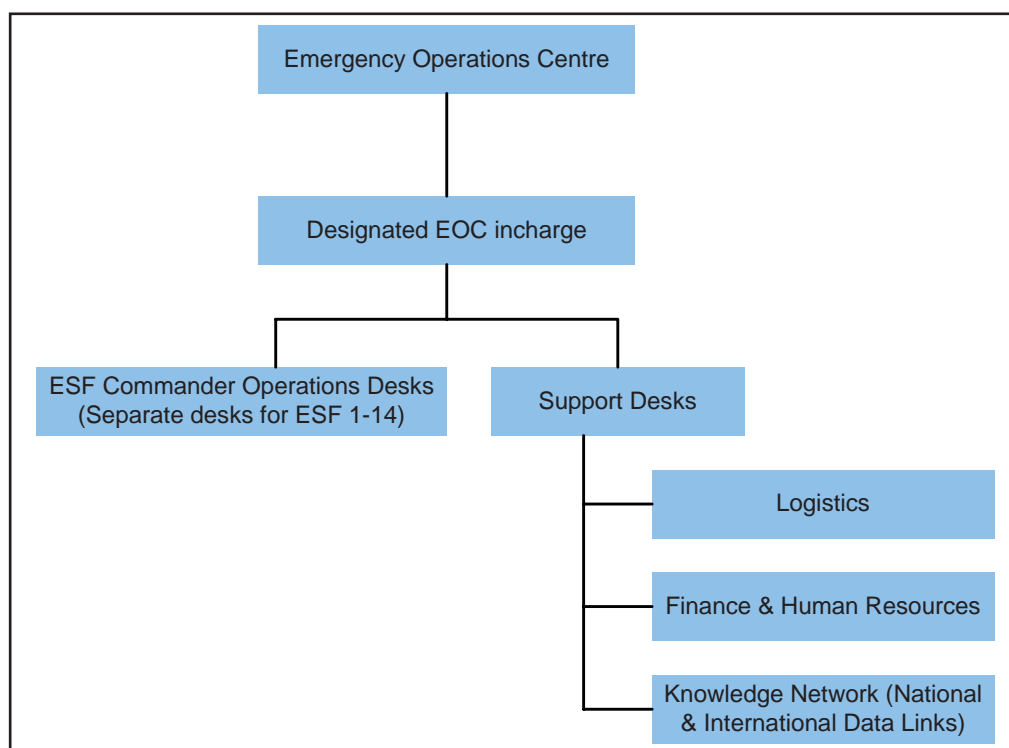 Emergency Operations Centre
Designated EOC incharge
ESF Commander Operations Desks
(Separate desks for ESF 1-14)
Support Desks
Logistics
Finance & Human Resources
Knowledge Network (National
& International Data Links)